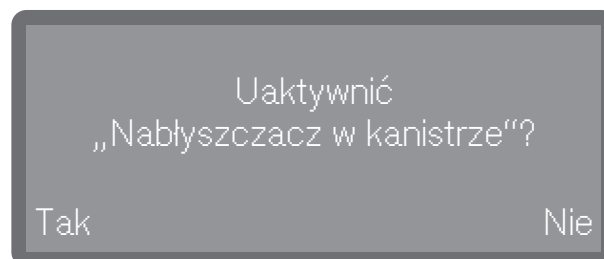 Uaktywnić
„Nabłyszczacz w kanistrze“?
Tak Nie